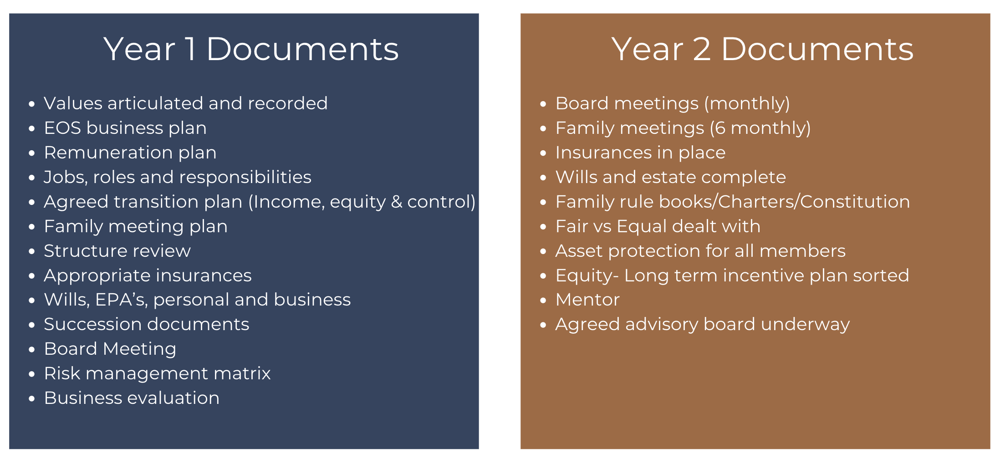 Year 1 Documents
• Values articulated and recorded
• EOS business plan
• Remuneration plan
• Jobs, roles and responsibilities
• Agreed transition plan (Income, equity & control)
• Family meeting plan
• Structure review
• Appropriate insurances
• Wills, EPA’s, personal and business
• Succession documents
• Board Meeting
• Risk management matrix
• Business evaluation
Year 2 Documents
• Board meetings (monthly)
• Family meetings (6 monthly)
• Insurances in place
• Wills and estate complete
• Family rule books/Charters/Constitution
• Fair vs Equal dealt with
• Asset protection for all members
• Equity- Long term incentive plan sorted
• Mentor
• Agreed advisory board underway